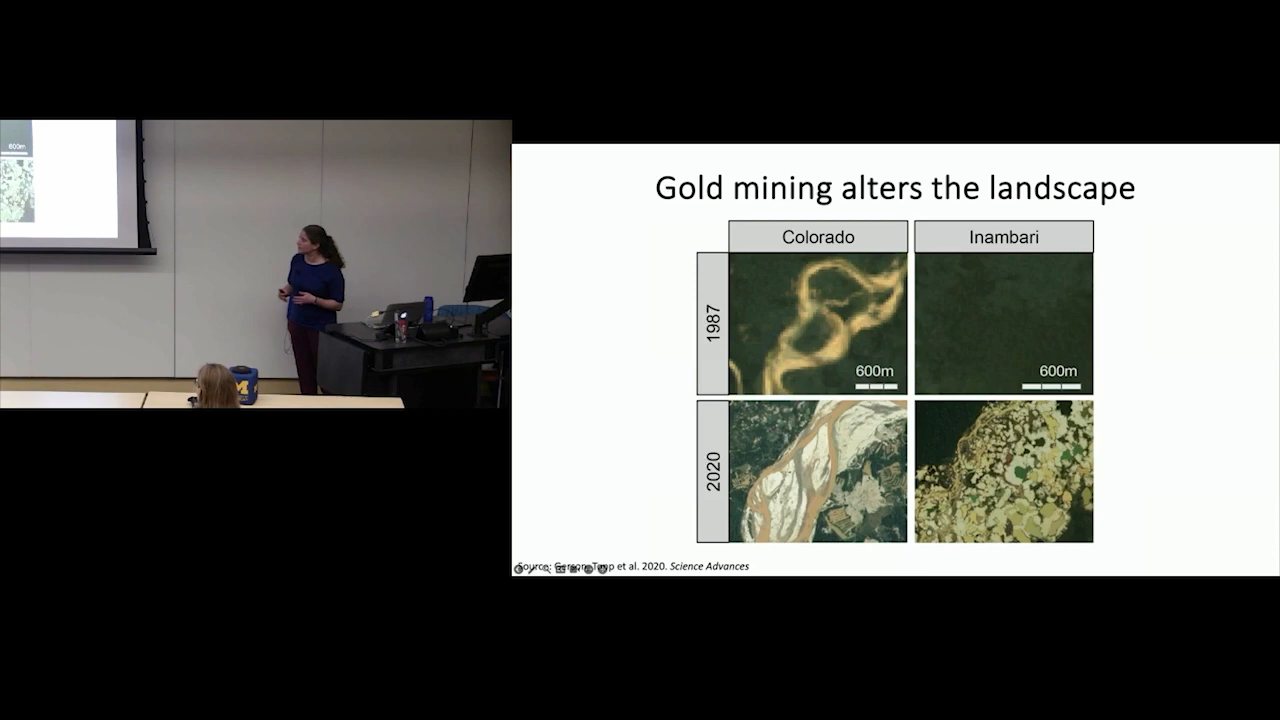 600m
M
Gold mining alters the landscape
Colorado
Inambari
1987
600m
600m
2020
Source: Gerson, Topp et al. 2020. Science Advances